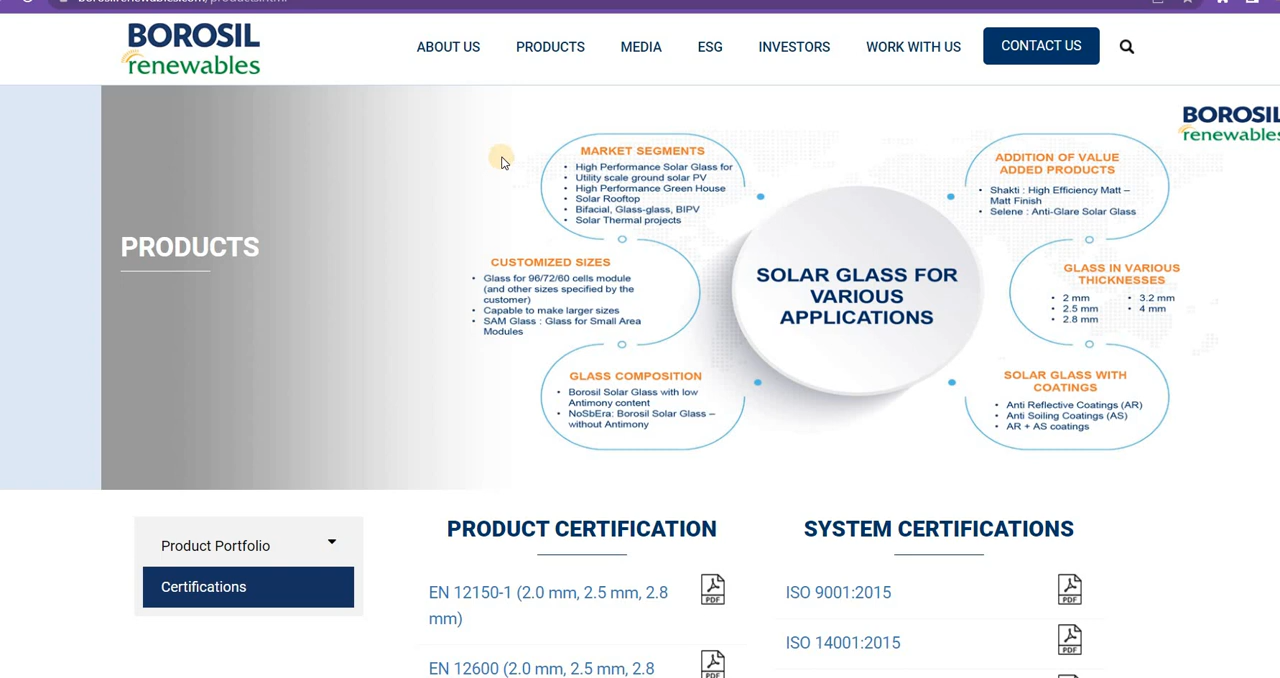 BOROSIL
renewables
ABOUT US
PRODUCTS
MEDIA
ESG
INVESTORS
WORK WITH US
CONTACT US
BOROSIL
renewables
PRODUCTS
MARKET SEGMENTS
• High Performance Solar Glass for
• Utility scale ground solar PV
• High Performance Green House
• Solar Rooftop
• Bifacial, Glass-glass, BIPV
• Solar Thermal projects
CUSTOMIZED SIZES
• Glass for 96/72/60 cells module
(and other sizes specified by the
customer)
• Capable to make larger sizes
• SAM Glass : Glass for Small Area
Modules
GLASS COMPOSITION
• Borosil Solar Glass with low
Antimony content
• NoSbEra: Borosil Solar Glass –
without Antimony
SOLAR GLASS FOR
VARIOUS
APPLICATIONS
ADDITION OF VALUE
ADDED PRODUCTS
• Shakti : High Efficiency Matt –
Matt Finish
• Selene : Anti-Glare Solar Glass
GLASS IN VARIOUS
THICKNESSES
• 2 mm
• 2.5 mm
• 2.8 mm
• 3.2 mm
• 4 mm
SOLAR GLASS WITH
COATINGS
• Anti Reflective Coatings (AR)
• Anti Soiling Coatings (AS)
• AR + AS coatings
Product Portfolio
Certifications
PRODUCT CERTIFICATION
EN 12150-1 (2.0 mm, 2.5 mm, 2.8
mm)
PDF
EN 12600 (2.0 mm, 2.5 mm, 2.8
PDF
SYSTEM CERTIFICATIONS
ISO 9001:2015
PDF
ISO 14001:2015
PDF